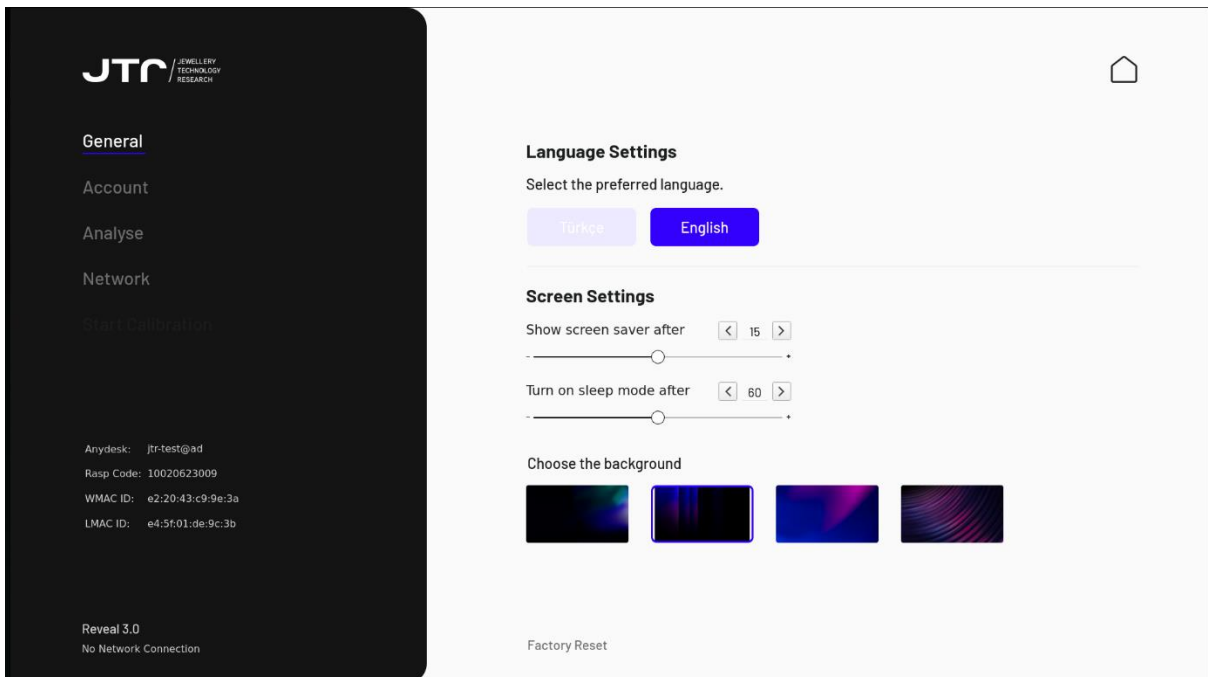 JTR
JEWELLERY
TECHNOLOGY
RESEARCH
General
Account
Analyse
Network
Start Calibration
Anydesk: jtr-test@ad
Rasp Code: 10020623009
WMAC ID: e2:20:43:c9:9e:3a
LMAC ID: e4:5f:01:de:9c:3b
Reveal 3.0
No Network Connection
Language Settings
Select the preferred language.
Türkçe English
Screen Settings
Show screen saver after < 15 >
- +
Turn on sleep mode after < 60 >
- +
Choose the background
Factory Reset